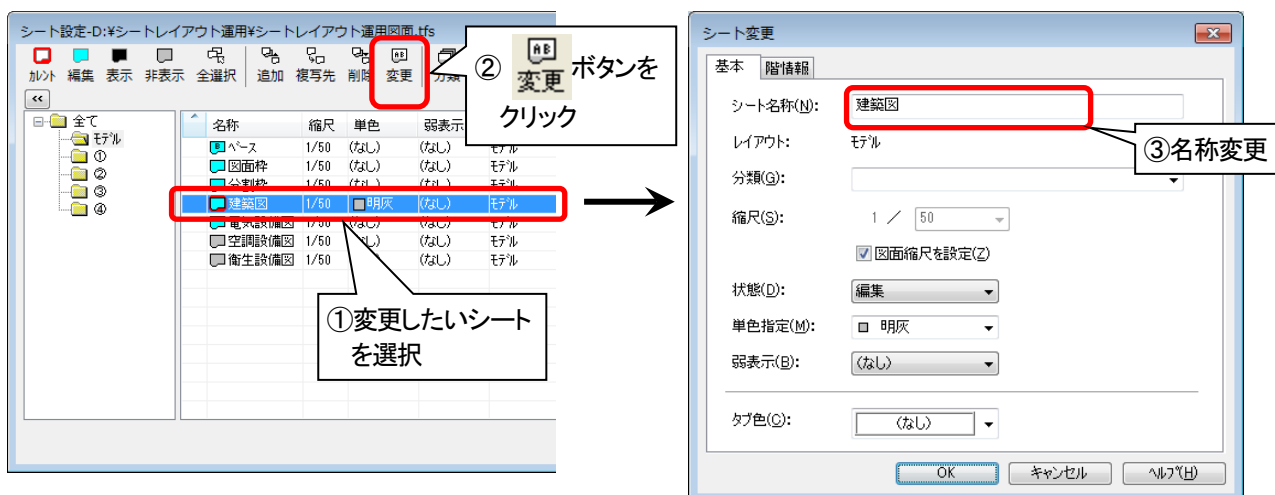 シート設定-D:¥シートレイアウト運用¥シートレイアウト運用図面.tfs
ｶﾚﾝﾄ 編集 表示 非表示 全選択 追加 複写先 削除 変更
<<
全て
ﾓﾃﾞﾙ
①
②
③
④
名称 縮尺 単色 弱表示
ﾍﾞｰｽ 1/50 (なし) (なし) ﾓﾃﾞﾙ
図面枠 1/50 (なし) (なし) ﾓﾃﾞﾙ
分割枠 1/50 (なし) (なし) ﾓﾃﾞﾙ
建築図 1/50 明灰 (なし) ﾓﾃﾞﾙ
電気設備図 1/50 (なし) (なし) ﾓﾃﾞﾙ
空調設備図 1/50 (なし) ﾓﾃﾞﾙ
衛生設備図 1/50 (なし) ﾓﾃﾞﾙ
①変更したいシート
を選択
② 変更 ボタンを
クリック
シート変更
基本 階情報
シート名称(N): 建築図
レイアウト: ﾓﾃﾞﾙ
分類(G):
縮尺(S): 1 ／ 50
図面縮尺を設定(Z)
状態(D): 編集
単色指定(M): 明灰
弱表示(B): (なし)
タブ色(C): (なし)
OK キャンセル ﾍﾙﾌﾟ(H)
③名称変更